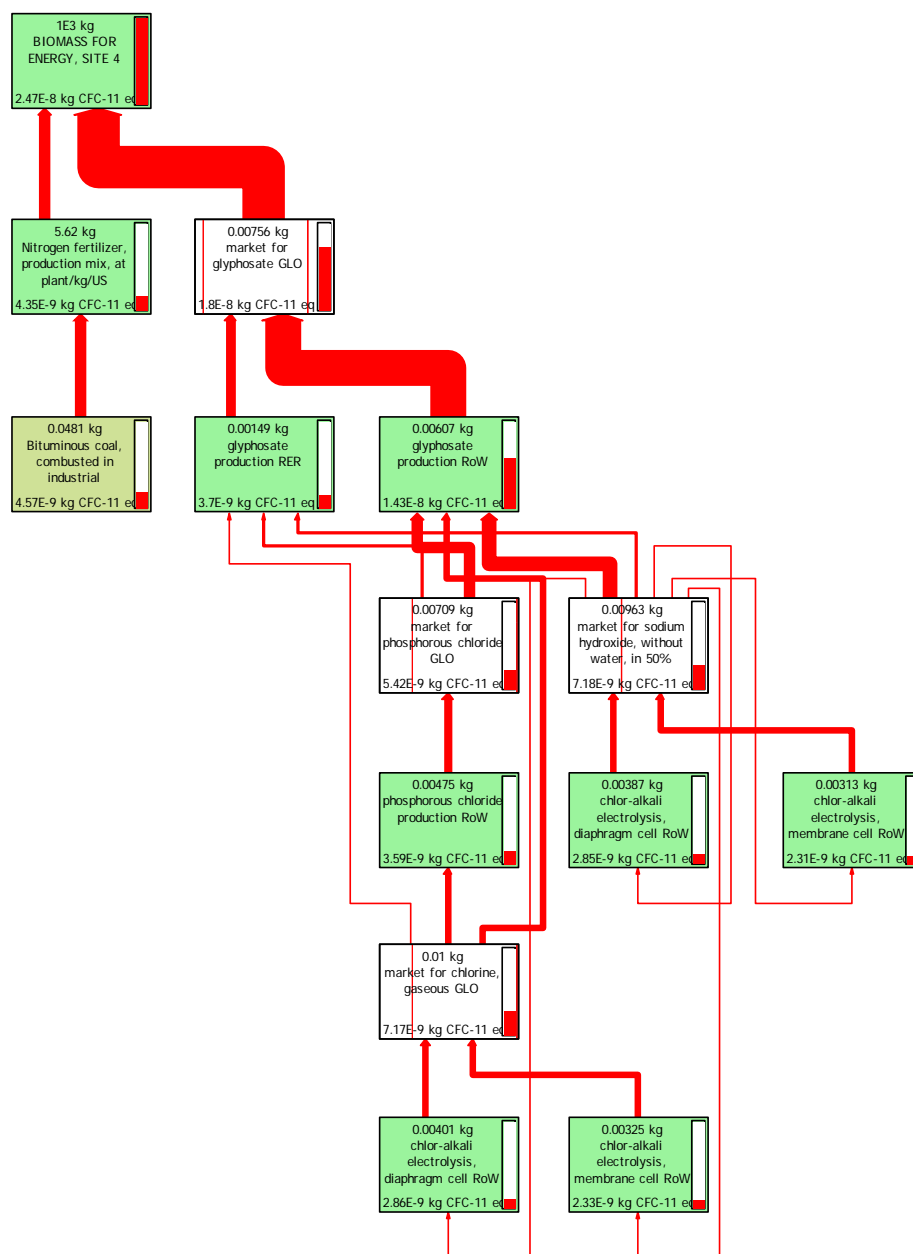 1E3 kg
BIOMASS FOR
ENERGY, SITE 4
2.47E-8 kg CFC-11 eq
5.62 kg
Nitrogen fertilizer,
production mix, at
plant/kg/US
4.35E-9 kg CFC-11 eq
0.00756 kg
market for
glyphosate GLO
1.8E-8 kg CFC-11 eq
0.0481 kg
Bituminous coal,
combusted in
industrial
4.57E-9 kg CFC-11 eq
0.00149 kg
glyphosate
production RER
3.7E-9 kg CFC-11 eq
0.00607 kg
glyphosate
production RoW
1.43E-8 kg CFC-11 eq
0.00709 kg
market for
phosphorous chloride
GLO
5.42E-9 kg CFC-11 eq
0.00963 kg
market for sodium
hydroxide, without
water, in 50%
7.18E-9 kg CFC-11 eq
0.00475 kg
phosphorous chloride
production RoW
3.59E-9 kg CFC-11 eq
0.00387 kg
chlor-alkali
electrolysis,
diaphragm cell RoW
2.85E-9 kg CFC-11 eq
0.00313 kg
chlor-alkali
electrolysis,
membrane cell RoW
2.31E-9 kg CFC-11 eq
0.01 kg
market for chlorine,
gaseous GLO
7.17E-9 kg CFC-11 eq
0.00401 kg
chlor-alkali
electrolysis,
diaphragm cell RoW
2.86E-9 kg CFC-11 eq
0.00325 kg
chlor-alkali
electrolysis,
membrane cell RoW
2.33E-9 kg CFC-11 eq